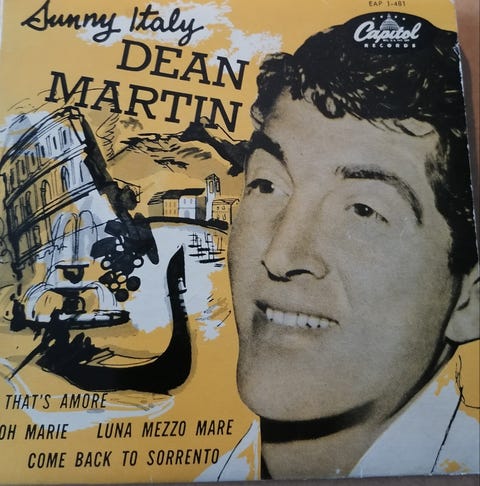 EAP 1-481
Sunny Italy
Capitol
RECORDS
DEAN
MARTIN
THAT'S AMORE
OH MARIE LUNA MEZZO MARE
COME BACK TO SORRENTO